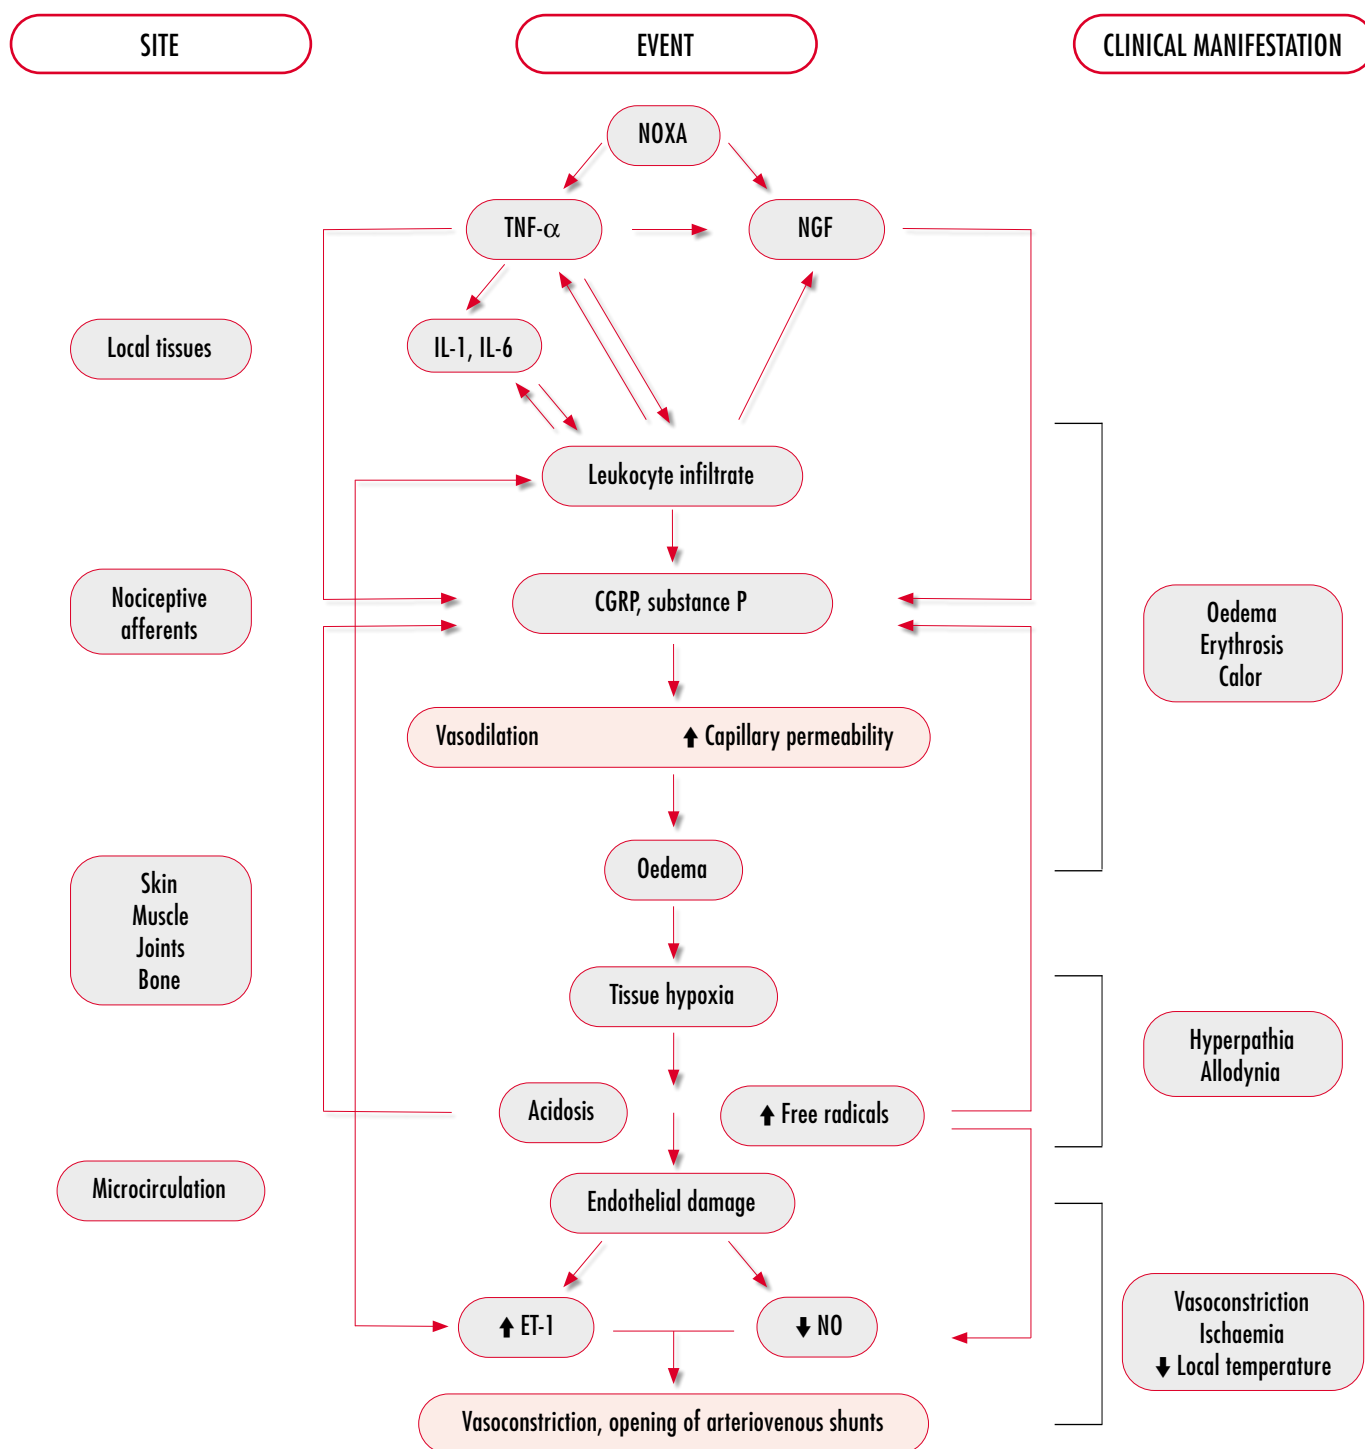 SITE
EVENT
CLINICAL MANIFESTATION
NOXA
TNF-α
NGF
Local tissues
IL-1, IL-6
Leukocyte infiltrate
Nociceptive
afferents
CGRP, substance P
Oedema
Erythrosis
Calor
Vasodilation
⬆ Capillary permeability
Oedema
Skin
Muscle
Joints
Bone
Tissue hypoxia
Hyperpathia
Allodynia
Acidosis
⬆ Free radicals
Microcirculation
Endothelial damage
⬆ ET-1
⬇ NO
Vasoconstriction
Ischaemia
⬇ Local temperature
Vasoconstriction, opening of arteriovenous shunts